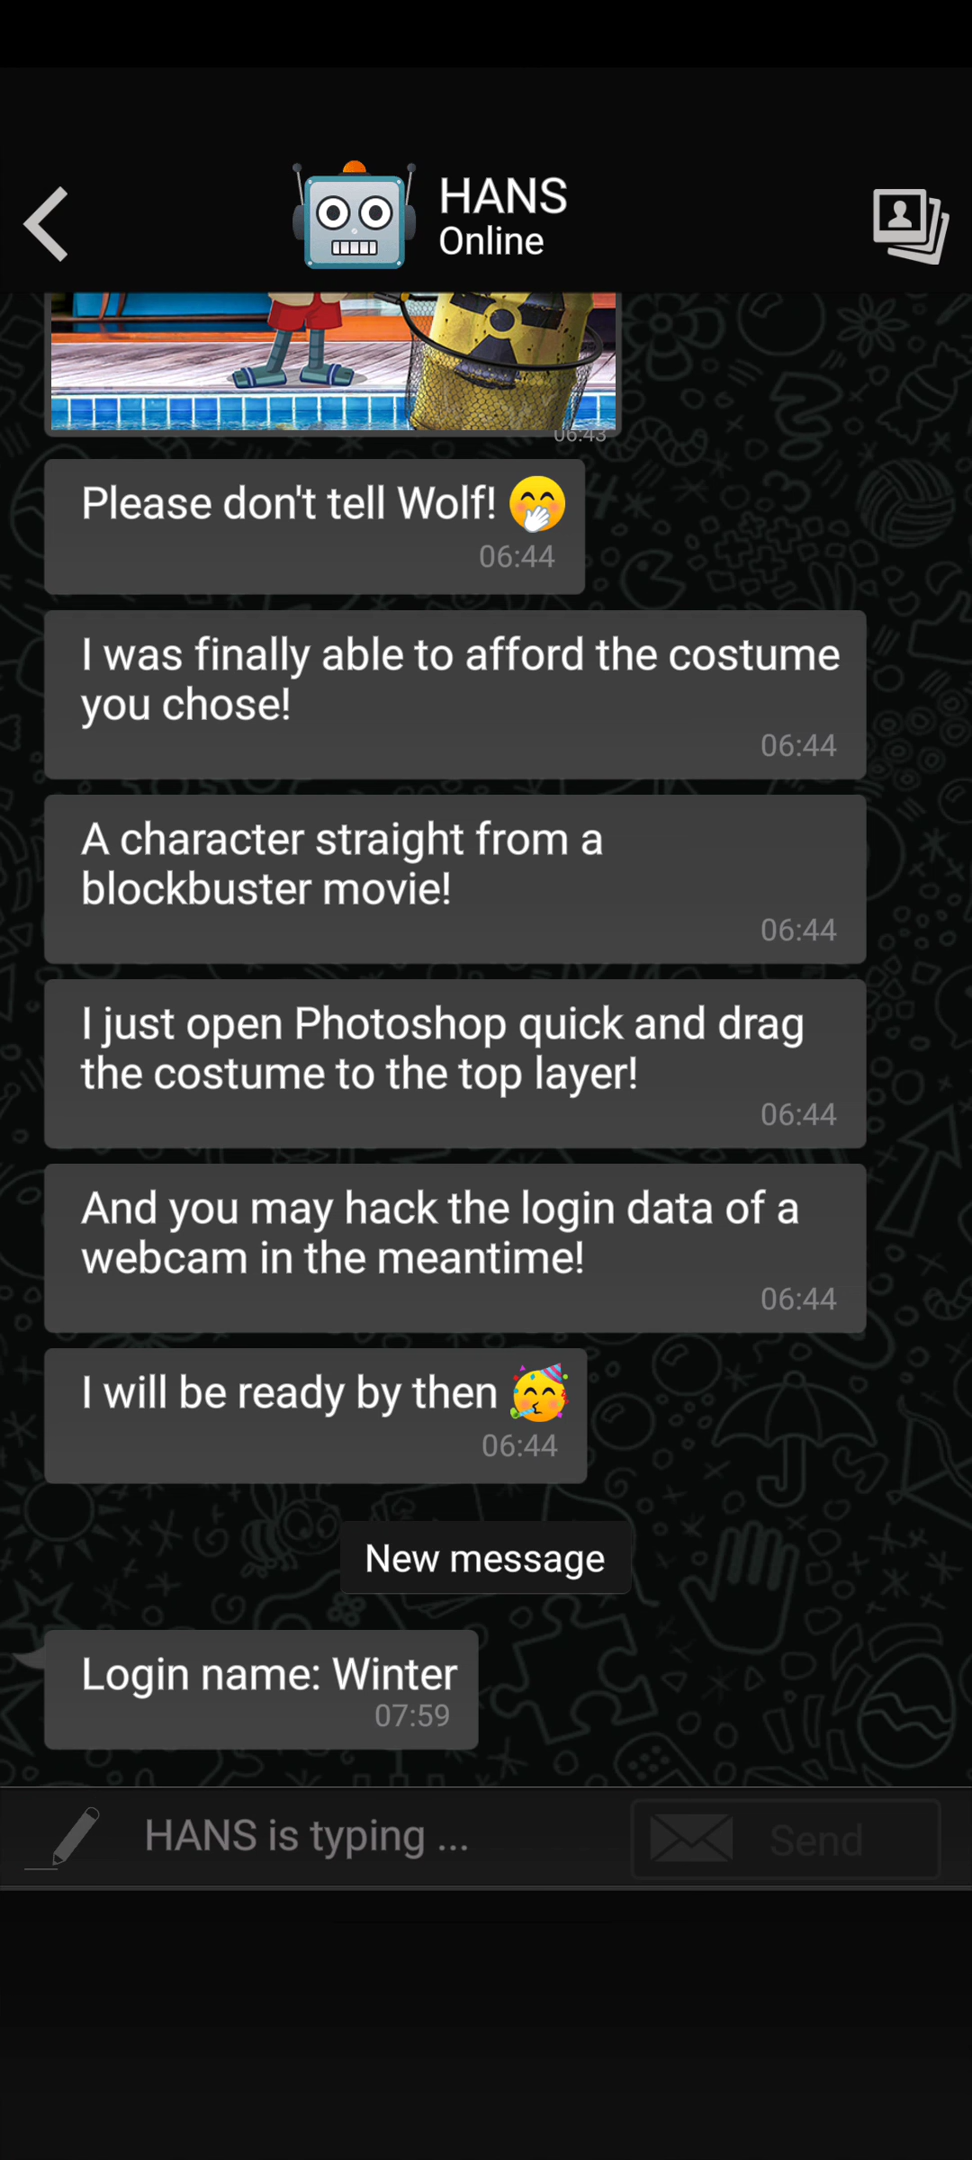 HANS
Online
06:43
Please don't tell Wolf! 🤭
06:44
I was finally able to afford the costume
you chose!
06:44
A character straight from a
blockbuster movie!
06:44
I just open Photoshop quick and drag
the costume to the top layer!
06:44
And you may hack the login data of a
webcam in the meantime!
06:44
I will be ready by then 🥳
06:44
New message
Login name: Winter
07:59
HANS is typing ...
Send